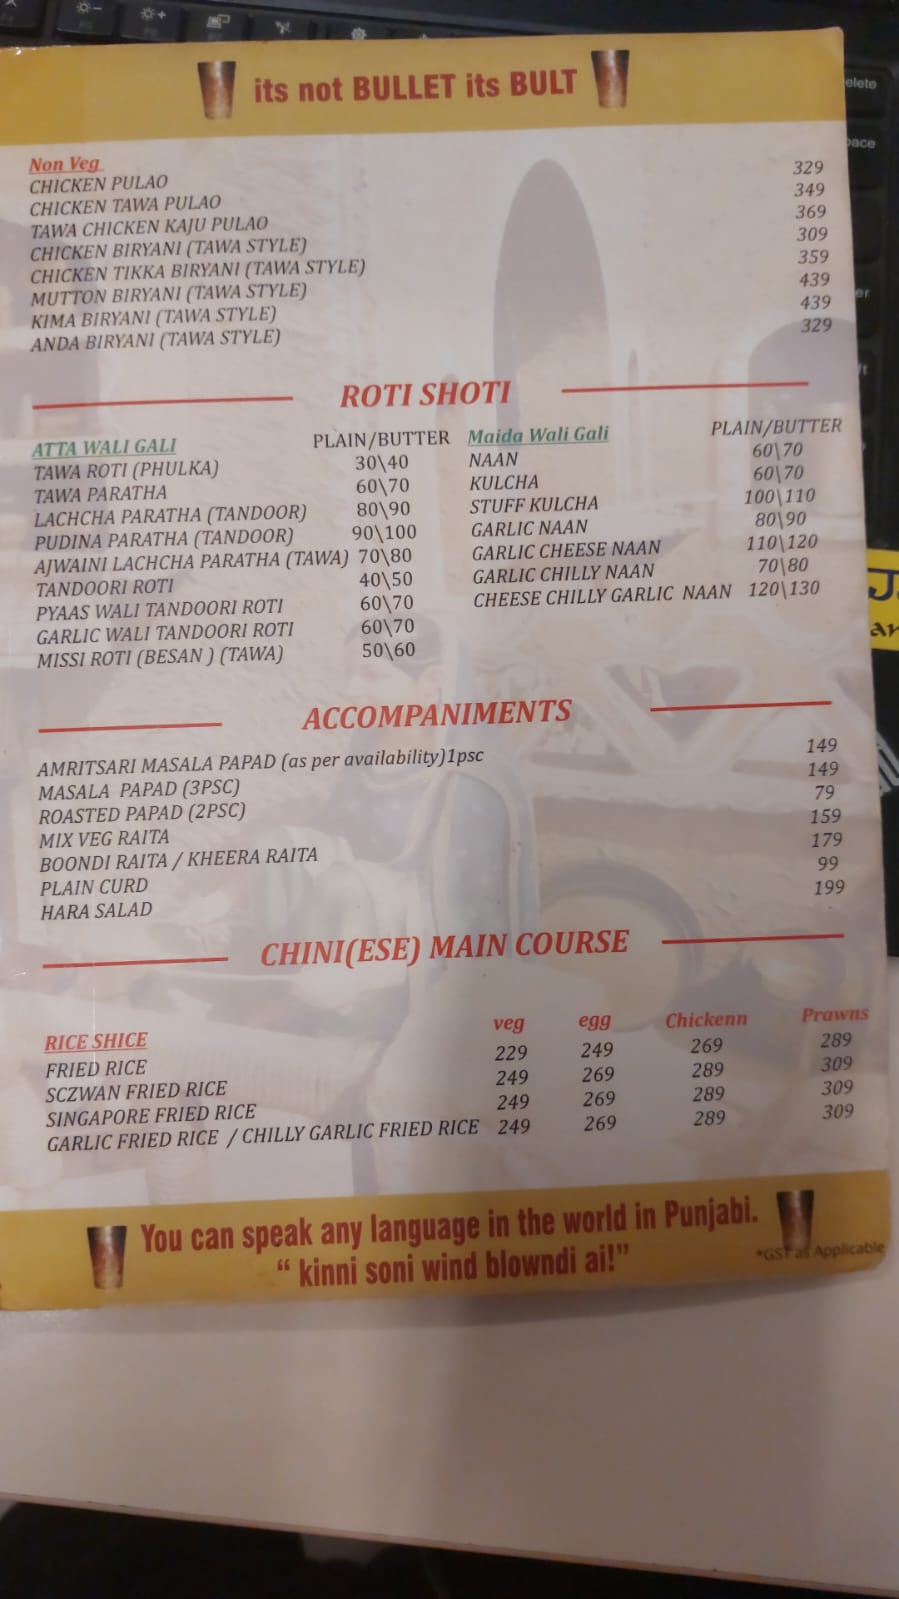 its not BULLET its BULT
Non Veg
CHICKEN PULAO 329
CHICKEN TAWA PULAO 349
TAWA CHICKEN KAJU PULAO 369
CHICKEN BIRYANI (TAWA STYLE) 309
CHICKEN TIKKA BIRYANI (TAWA STYLE) 359
MUTTON BIRYANI (TAWA STYLE) 439
KIMA BIRYANI (TAWA STYLE) 439
ANDA BIRYANI (TAWA STYLE) 329
ROTI SHOTI
ATTA WALI GALI PLAIN/BUTTER
TAWA ROTI (PHULKA) 30\40
TAWA PARATHA 60\70
LACHCHA PARATHA (TANDOOR) 80\90
PUDINA PARATHA (TANDOOR) 90\100
AJWAINI LACHCHA PARATHA (TAWA) 70\80
TANDOORI ROTI 40\50
PYAAS WALI TANDOORI ROTI 60\70
GARLIC WALI TANDOORI ROTI 60\70
MISSI ROTI (BESAN ) (TAWA) 50\60
Maida Wali Gali PLAIN/BUTTER
NAAN 60\70
KULCHA 60\70
STUFF KULCHA 100\110
GARLIC NAAN 80\90
GARLIC CHEESE NAAN 110\120
GARLIC CHILLY NAAN 70\80
CHEESE CHILLY GARLIC NAAN 120\130
ACCOMPANIMENTS
AMRITSARI MASALA PAPAD (as per availability)1psc 149
MASALA PAPAD (3PSC) 149
ROASTED PAPAD (2PSC) 79
MIX VEG RAITA 159
BOONDI RAITA / KHEERA RAITA 179
PLAIN CURD 99
HARA SALAD 199
CHINI(ESE) MAIN COURSE
RICE SHICE veg egg Chickenn Prawns
FRIED RICE 229 249 269 289
SCZWAN FRIED RICE 249 269 289 309
SINGAPORE FRIED RICE 249 269 289 309
GARLIC FRIED RICE / CHILLY GARLIC FRIED RICE 249 269 289 309
You can speak any language in the world in Punjabi.
“ kinni soni wind blowndi ai!”
*GST as Applicable